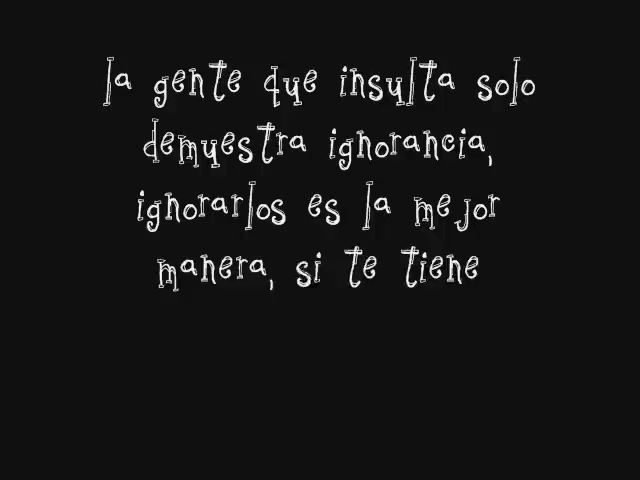 la gente que insulta solo
demuestra ignorancia,
ignorarlos es la mejor
manera, si te tiene